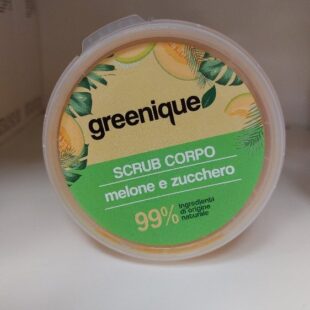 greenique
SCRUB CORPO
melone e zucchero
99%
Ingredienti
di origine
naturale